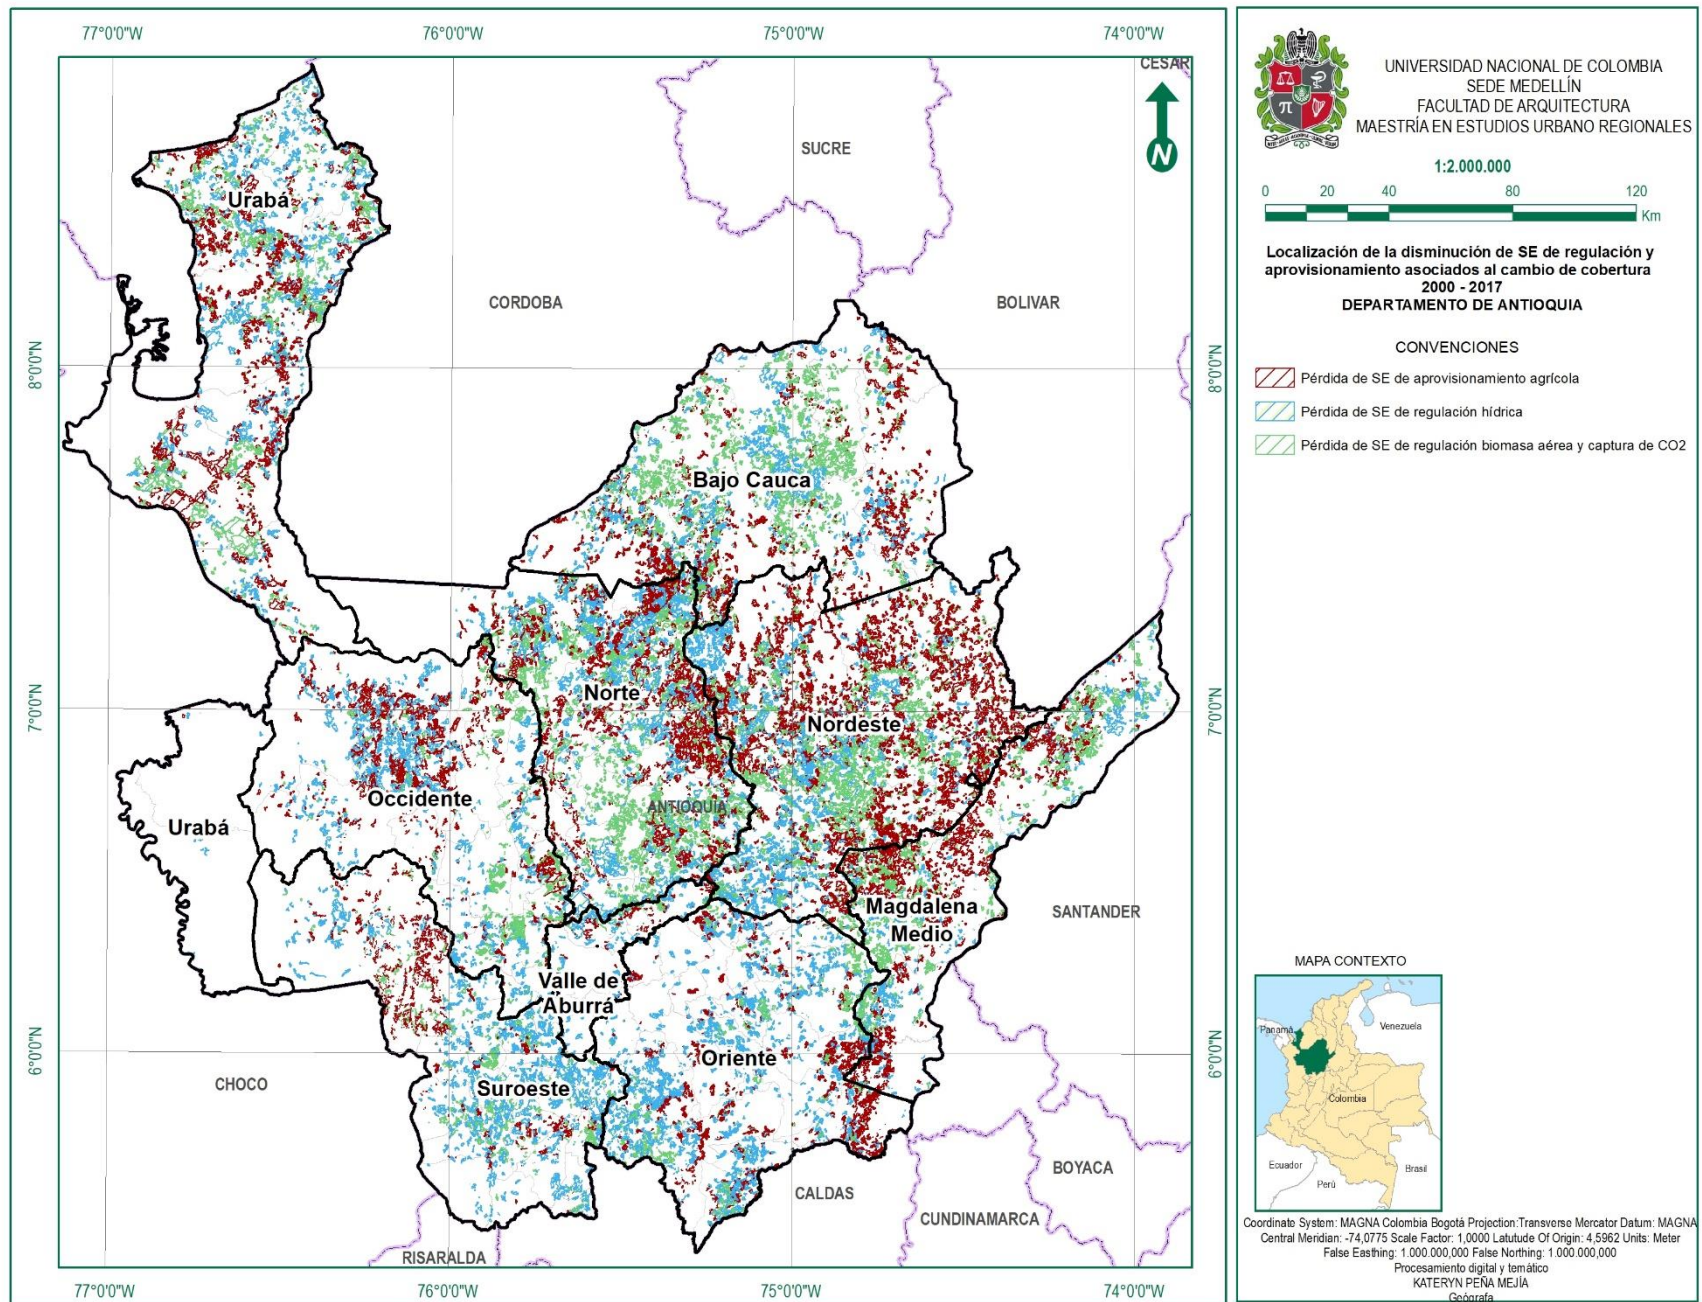 77°0'0"W 76°0'0"W 75°0'0"W 74°0'0"W
CESAR
SUCRE
Urabá
CORDOBA
BOLIVAR
8°0'0"N 8°0'0"N
Bajo Cauca
Norte
7°0'0"N 7°0'0"N
Nordeste
Occidente
ANTIOQUIA
Urabá
Magdalena
Medio
SANTANDER
Valle de
Aburrá
Oriente
6°0'0"N 6°0'0"N
CHOCO
Suroeste
BOYACA
CALDAS
CUNDINAMARCA
RISARALDA
77°0'0"W 76°0'0"W 75°0'0"W 74°0'0"W
N
UNIVERSIDAD NACIONAL DE COLOMBIA
SEDE MEDELLÍN
FACULTAD DE ARQUITECTURA
MAESTRÍA EN ESTUDIOS URBANO REGIONALES
1:2.000.000
0 20 40 80 120
Km
Localización de la disminución de SE de regulación y
aprovisionamiento asociados al cambio de cobertura
2000 - 2017
DEPARTAMENTO DE ANTIOQUIA
CONVENCIONES
Pérdida de SE de aprovisionamiento agrícola
Pérdida de SE de regulación hídrica
Pérdida de SE de regulación biomasa aérea y captura de CO2
MAPA CONTEXTO
Panamá
Venezuela
Colombia
Ecuador
Brasil
Perú
Coordinate System: MAGNA Colombia Bogotá Projection:Transverse Mercator Datum: MAGNA
Central Meridian: -74,0775 Scale Factor: 1,0000 Latutude Of Origin: 4,5962 Units: Meter
False Easthing: 1.000.000,000 False Northing: 1.000.000,000
Procesamiento digital y temático
KATERYN PEÑA MEJÍA
Geógrafa